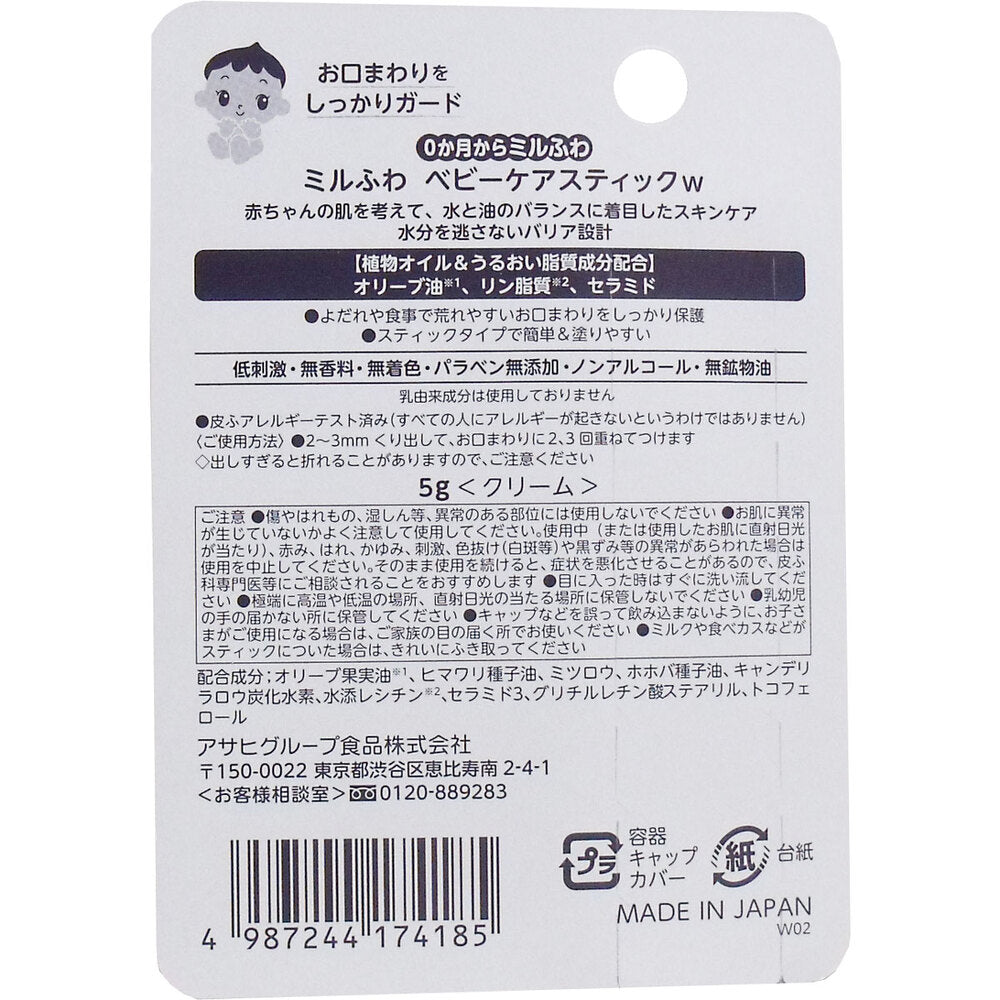 お口まわりを
しっかりガード
0か月からミルふわ
ミルふわ ベビーケアスティックw
赤ちゃんの肌を考えて、水と油のバランスに着目したスキンケア
水分を逃さないバリア設計
【植物オイル＆うるおい脂質成分配合】
オリーブ油※1、リン脂質※2、セラミド
●よだれや食事で荒れやすいお口まわりをしっかり保護
●スティックタイプで簡単＆塗りやすい
低刺激・無香料・無着色・パラベン無添加・ノンアルコール・無鉱物油
乳由来成分は使用しておりません
●皮ふアレルギーテスト済み(すべての人にアレルギーが起きないというわけではありません)
〈ご使用方法〉●2～3mm くり出して、お口まわりに2、3回重ねてつけます
◇出しすぎると折れることがありますので、ご注意ください
5g＜クリーム＞
ご注意 ●傷やはれもの、湿しん等、異常のある部位には使用しないでください ●お肌に異常
が生じていないかよく注意して使用してください。使用中（または使用したお肌に直射日光
が当たり）、赤み、はれ、かゆみ、刺激、色抜け(白斑等)や黒ずみ等の異常があらわれた場合は
使用を中止してください。そのまま使用を続けると、症状を悪化させることがあるので、皮ふ
科専門医等にご相談されることをおすすめします ●目に入った時はすぐに洗い流してくだ
さい ●極端に高温や低温の場所、直射日光の当たる場所に保管しないでください ●乳幼児
の手の届かない所に保管してください ●キャップなどを誤って飲み込まないように、お子さ
まがご使用になる場合は、ご家族の目の届く所でお使いください ●ミルクや食べカスなどが
スティックについた場合は、きれいにふき取ってください
配合成分；オリーブ果実油※1、ヒマワリ種子油、ミツロウ、ホホバ種子油、キャンデリ
ラロウ炭化水素、水添レシチン※2、セラミド3、グリチルレチン酸ステアリル、トコフェ
ロール
アサヒグループ食品株式会社
〒150-0022 東京都渋谷区恵比寿南 2-4-1
＜お客様相談室＞0120-889283
プラ
容器
キャップ
カバー
紙
台紙
MADE IN JAPAN
W02
4 987244 174185